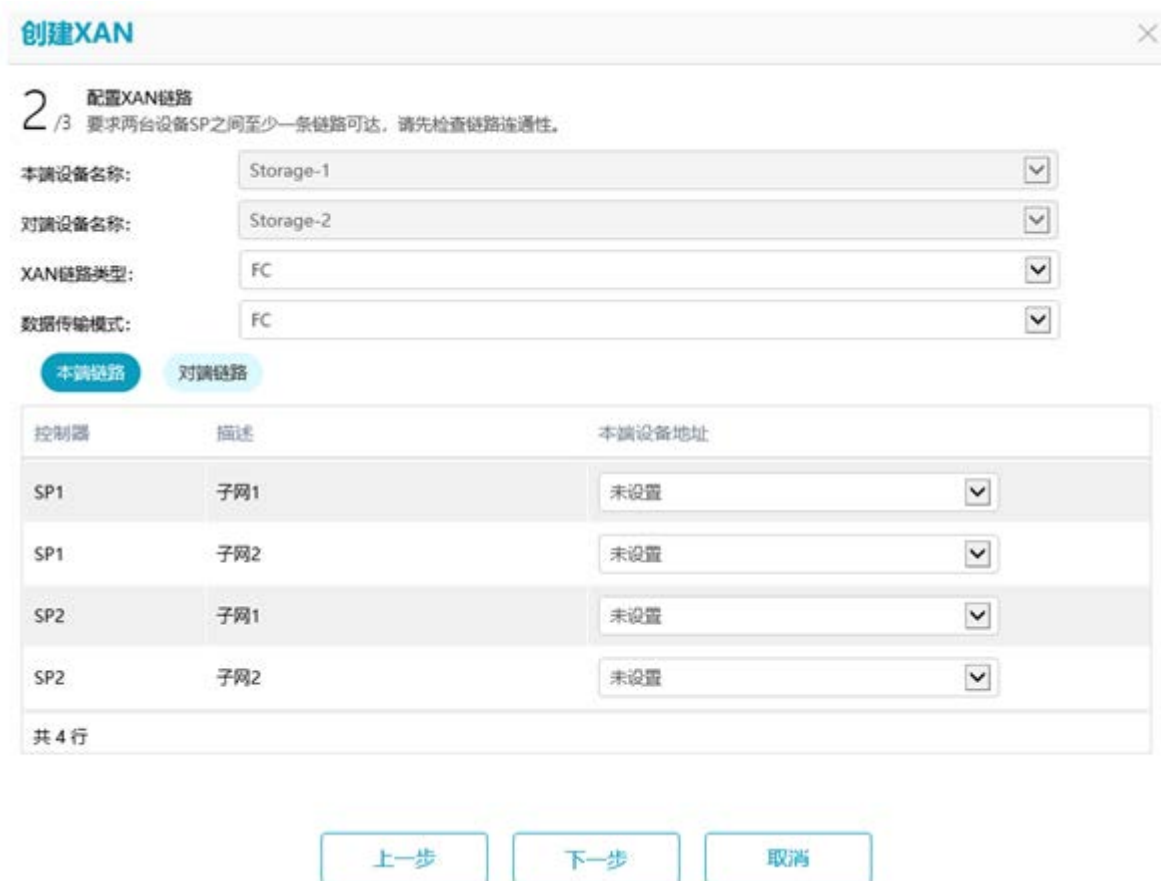 创建XAN
2/3 配置XAN链路
要求两台设备SP之间至少一条链路可达，请先检查链路连通性。
本端设备名称: Storage-1
对端设备名称: Storage-2
XAN链路类型: FC
数据传输模式: FC
本端链路 对端链路
控制器 描述 本端设备地址
SP1 子网1 未设置
SP1 子网2 未设置
SP2 子网1 未设置
SP2 子网2 未设置
共 4 行
上一步 下一步 取消